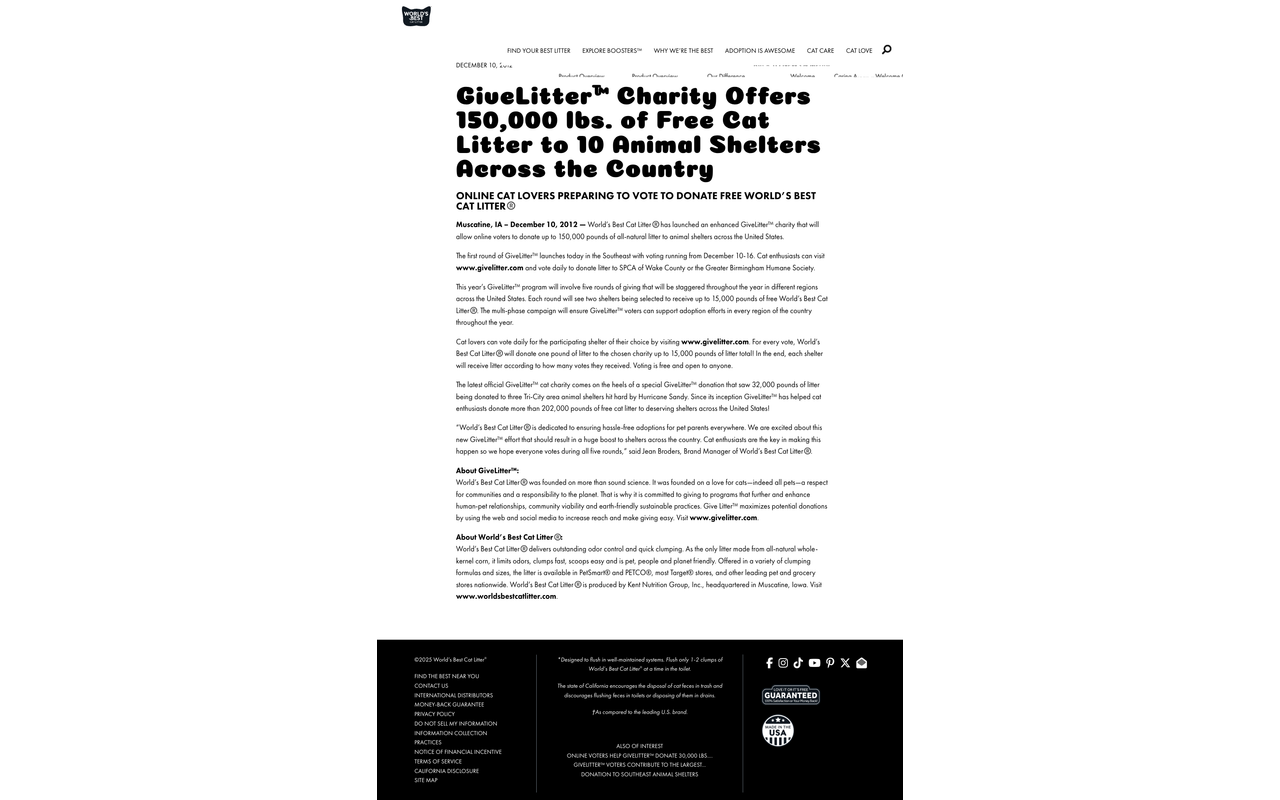 WORLD'S BEST
FIND YOUR BEST LITTER EXPLORE BOOSTERS™ WHY WE'RE THE BEST ADOPTION IS AWESOME CAT CARE CAT LOVE
DECEMBER 10, 2012
Product Overview Product Overview Our Difference Welcome
GiveLitter™ Charity Offers
150,000 lbs. of Free Cat
Litter to 10 Animal Shelters
Across the Country
ONLINE CAT LOVERS PREPARING TO VOTE TO DONATE FREE WORLD'S BEST
CAT LITTER®
Muscatine, IA – December 10, 2012 — World's Best Cat Litter® has launched an enhanced GiveLitter™ charity that will
allow online voters to donate up to 150,000 pounds of all-natural litter to animal shelters across the United States.
The first round of GiveLitter™ launches today in the Southeast with voting running from December 10-16. Cat enthusiasts can visit
www.givelitter.com and vote daily to donate litter to SPCA of Wake County or the Greater Birmingham Humane Society.
This year's GiveLitter™ program will involve five rounds of giving that will be staggered throughout the year in different regions
across the United States. Each round will see two shelters being selected to receive up to 15,000 pounds of free World's Best Cat
Litter®. The multi-phase campaign will ensure GiveLitter™ voters can support adoption efforts in every region of the country
throughout the year.
Cat lovers can vote daily for the participating shelter of their choice by visiting www.givelitter.com. For every vote, World's
Best Cat Litter® will donate one pound of litter to the chosen charity up to 15,000 pounds of litter total! In the end, each shelter
will receive litter according to how many votes they received. Voting is free and open to anyone.
The latest official GiveLitter™ cat charity comes on the heels of a special GiveLitter™ donation that saw 32,000 pounds of litter
being donated to three Tri-City area animal shelters hit hard by Hurricane Sandy. Since its inception GiveLitter™ has helped cat
enthusiasts donate more than 202,000 pounds of free cat litter to deserving shelters across the United States!
"World's Best Cat Litter® is dedicated to ensuring hassle-free adoptions for pet parents everywhere. We are excited about this
new GiveLitter™ effort that should result in a huge boost to shelters across the country. Cat enthusiasts are the key in making this
happen so we hope everyone votes during all five rounds," said Jean Broders, Brand Manager of World's Best Cat Litter®.
About GiveLitter™:
World's Best Cat Litter® was founded on more than sound science. It was founded on a love for cats—indeed all pets—a respect
for communities and a responsibility to the planet. That is why it is committed to giving to programs that further and enhance
human-pet relationships, community viability and earth-friendly sustainable practices. Give Litter™ maximizes potential donations
by using the web and social media to increase reach and make giving easy. Visit www.givelitter.com.
About World's Best Cat Litter®:
World's Best Cat Litter® delivers outstanding odor control and quick clumping. As the only litter made from all-natural whole-
kernel corn, it limits odors, clumps fast, scoops easy and is pet, people and planet friendly. Offered in a variety of clumping
formulas and sizes, the litter is available in PetSmart® and PETCO®, most Target® stores, and other leading pet and grocery
stores nationwide. World's Best Cat Litter® is produced by Kent Nutrition Group, Inc., headquartered in Muscatine, Iowa. Visit
www.worldsbestcatlitter.com.
©2025 World's Best Cat Litter®
FIND THE BEST NEAR YOU
CONTACT US
INTERNATIONAL DISTRIBUTORS
MONEY-BACK GUARANTEE
PRIVACY POLICY
DO NOT SELL MY INFORMATION
INFORMATION COLLECTION
PRACTICES
NOTICE OF FINANCIAL INCENTIVE
TERMS OF SERVICE
CALIFORNIA DISCLOSURE
SITE MAP
*Designed to flush in well-maintained systems. Flush only 1-2 clumps of
World's Best Cat Litter® at a time in the toilet.
The state of California encourages the disposal of cat feces in trash and
discourages flushing feces in toilets or disposing of them in drains.
‡As compared to the leading U.S. brand.
ALSO OF INTEREST
ONLINE VOTERS HELP GIVELITTER™ DONATE 30,000 LBS....
GIVELITTER™ VOTERS CONTRIBUTE TO THE LARGEST...
DONATION TO SOUTHEAST ANIMAL SHELTERS
LOVE IT OR IT'S FREE
GUARANTEED
MADE IN THE
USA